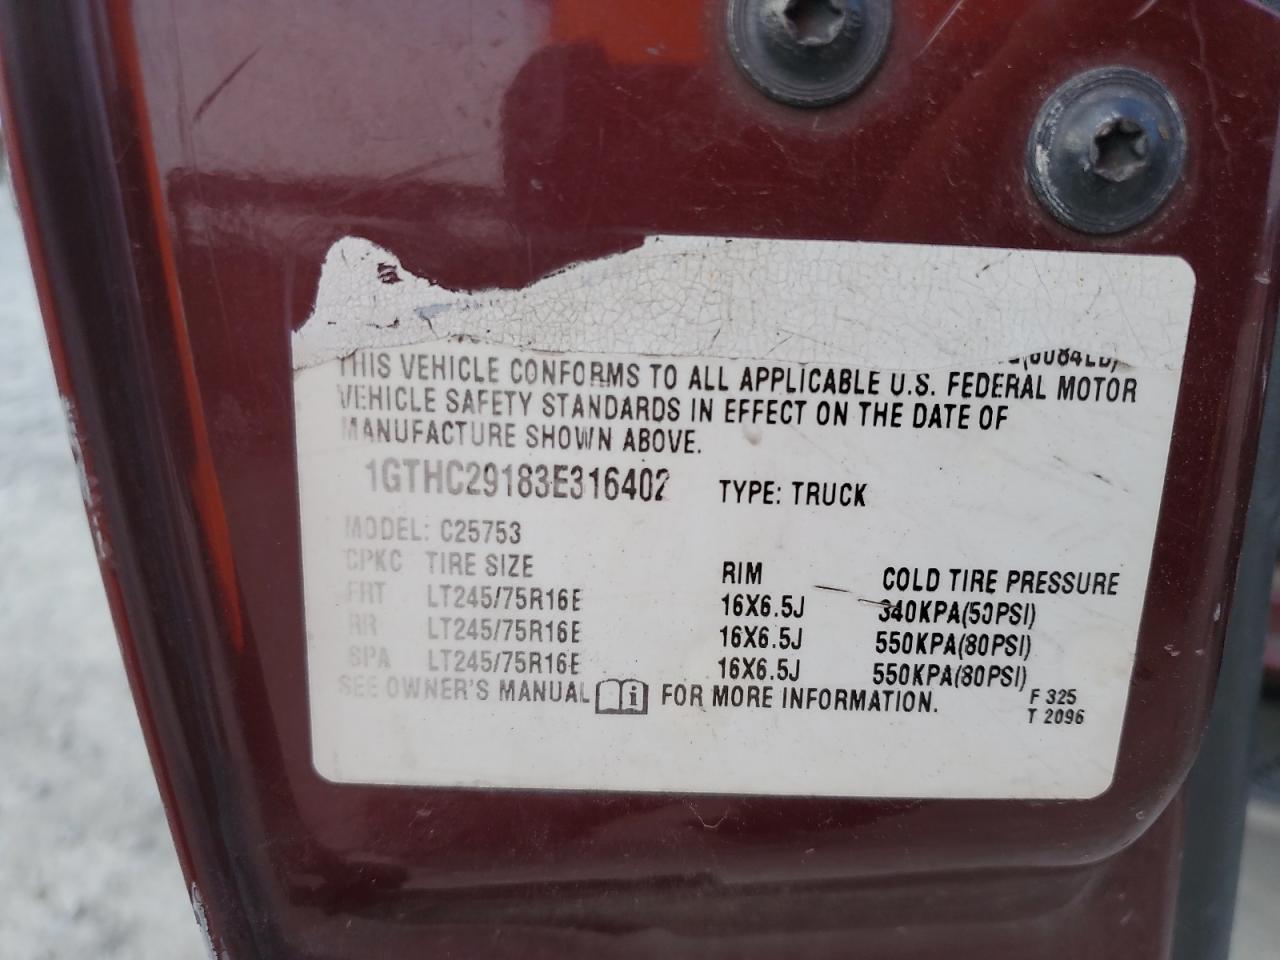 (6084LB)
THIS VEHICLE CONFORMS TO ALL APPLICABLE U.S. FEDERAL MOTOR
VEHICLE SAFETY STANDARDS IN EFFECT ON THE DATE OF
MANUFACTURE SHOWN ABOVE.
1GTHC29183E316402 TYPE: TRUCK
MODEL: C25753
CPKC TIRE SIZE RIM COLD TIRE PRESSURE
FRT LT245/75R16E 16X6.5J 340KPA(50PSI)
RR LT245/75R16E 16X6.5J 550KPA(80PSI)
SPA LT245/75R16E 16X6.5J 550KPA(80PSI)
SEE OWNER'S MANUAL i FOR MORE INFORMATION.
F 325
T 2096